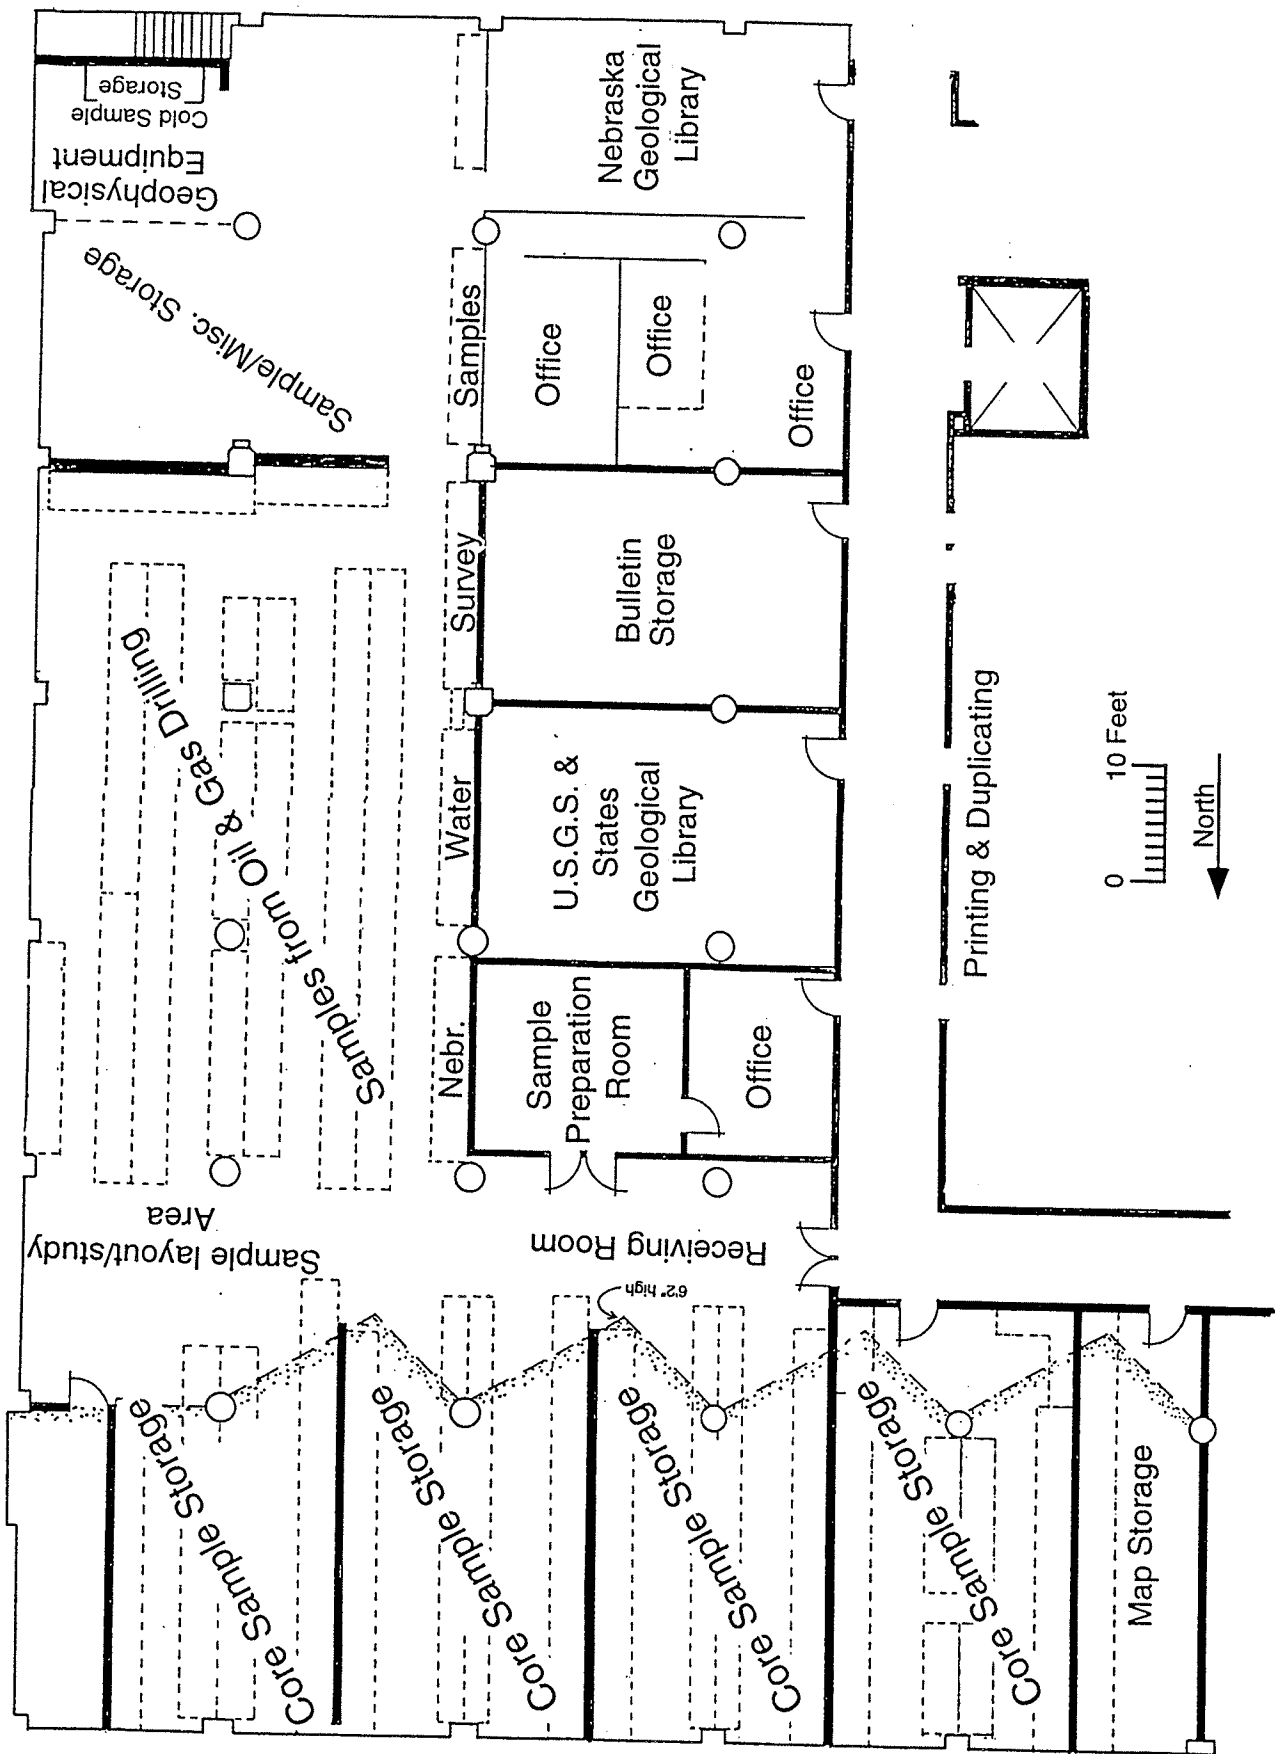 Cold Sample
Storage
Geophysical
Equipment
Sample/Misc. Storage
Nebraska
Geological
Library
Samples
Office
Office
Office
Survey
Bulletin
Storage
Samples from Oil & Gas Drilling
Water
U.S.G.S. &
States
Geological
Library
Printing & Duplicating
0
10 Feet
North
Nebr.
Sample
Preparation
Room
Office
Sample layout/study
Area
Receiving Room
6'2" high
Core Sample Storage
Core Sample Storage
Core Sample Storage
Core Sample Storage
Map Storage